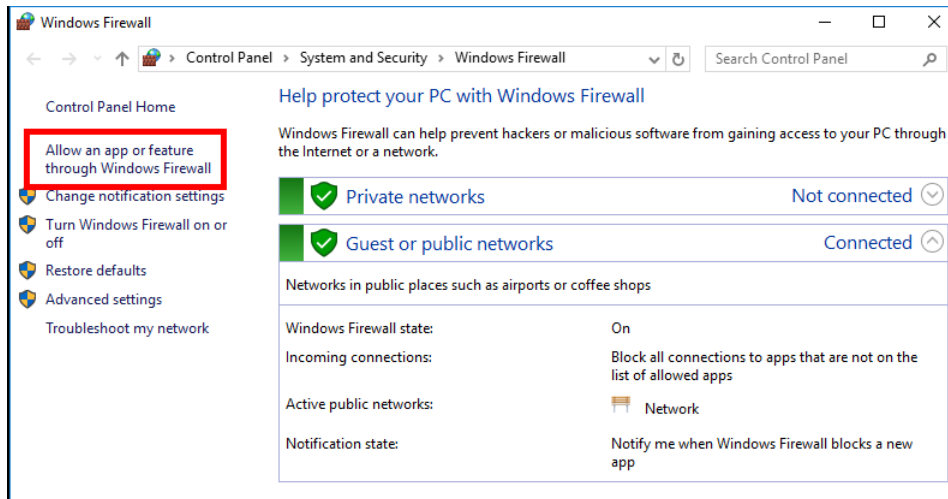 Windows Firewall
Control Panel > System and Security > Windows Firewall
Search Control Panel
Control Panel Home
Allow an app or feature
through Windows Firewall
Change notification settings
Turn Windows Firewall on or
off
Restore defaults
Advanced settings
Troubleshoot my network
Help protect your PC with Windows Firewall
Windows Firewall can help prevent hackers or malicious software from gaining access to your PC through
the Internet or a network.
Private networks Not connected
Guest or public networks Connected
Networks in public places such as airports or coffee shops
Windows Firewall state: On
Incoming connections: Block all connections to apps that are not on the
list of allowed apps
Active public networks: Network
Notification state: Notify me when Windows Firewall blocks a new
app